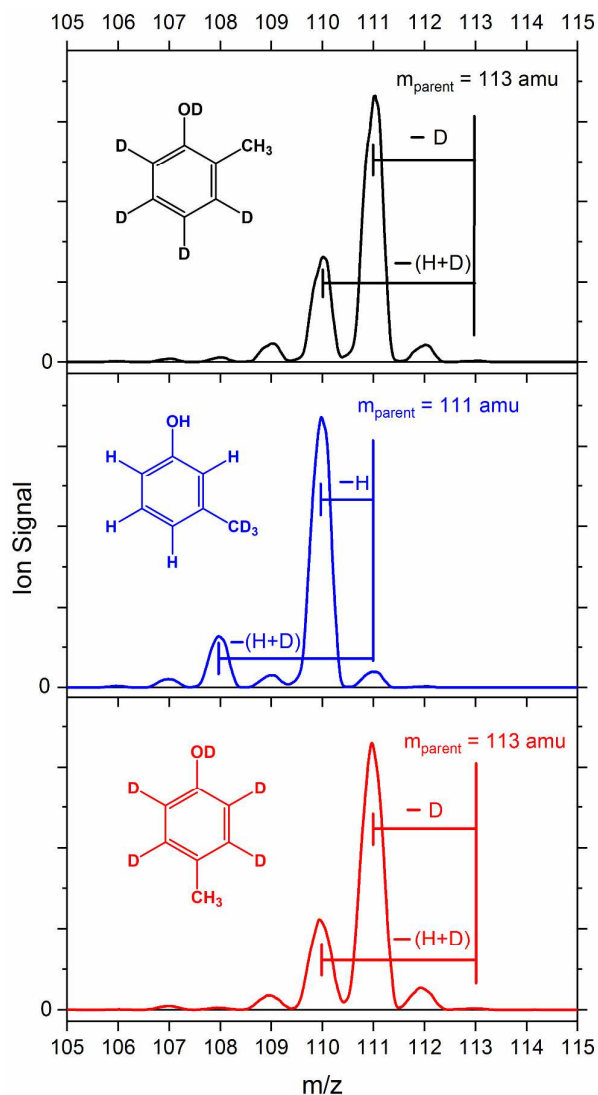 105 106 107 108 109 110 111 112 113 114 115
m_parent = 113 amu
OD
D
CH₃
D
D
D
− D
−(H+D)
0
m_parent = 111 amu
OH
H
H
H
CD₃
H
−H
−(H+D)
0
Ion Signal
m_parent = 113 amu
OD
D
D
D
D
CH₃
− D
−(H+D)
0
105 106 107 108 109 110 111 112 113 114 115
m/z